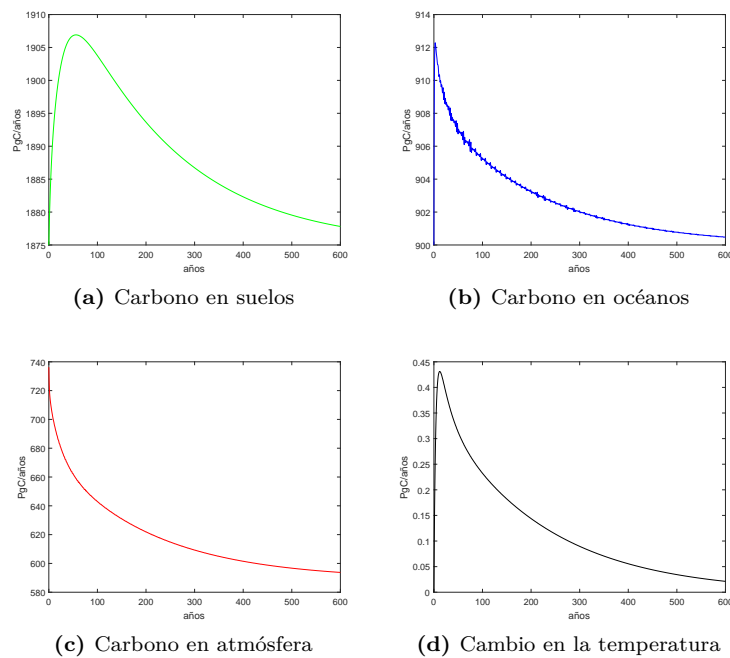 1910
1905
1900
1895
1890
1885
1880
1875
PgC/años
0 100 200 300 400 500 600
años
(a) Carbono en suelos
914
912
910
908
906
904
902
900
PgC/años
0 100 200 300 400 500 600
años
(b) Carbono en océanos
740
720
700
680
660
640
620
600
580
PgC/años
0 100 200 300 400 500 600
años
(c) Carbono en atmósfera
0.45
0.4
0.35
0.3
0.25
0.2
0.15
0.1
0.05
0
PgC/años
0 100 200 300 400 500 600
años
(d) Cambio en la temperatura